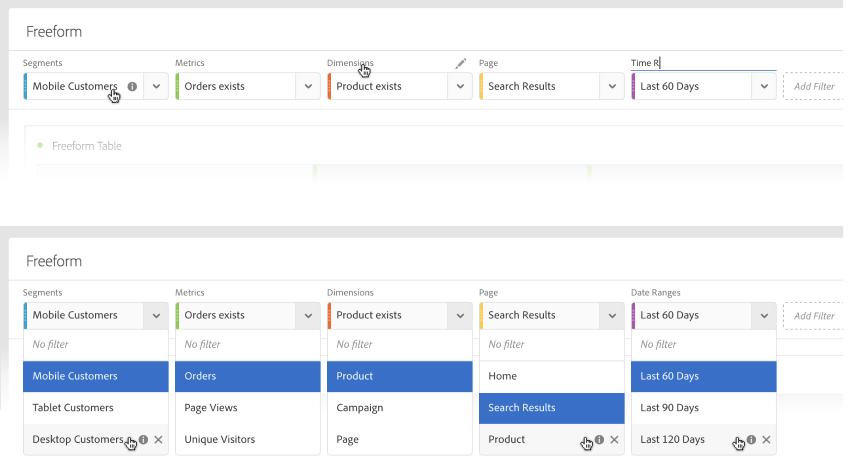 Freeform
Segments Metrics Dimensions Page Time R
Mobile Customers Orders exists Product exists Search Results Last 60 Days Add Filter
Freeform Table
Freeform
Segments Metrics Dimensions Page Date Ranges
Mobile Customers Orders exists Product exists Search Results Last 60 Days Add Filter
No filter No filter No filter No filter No filter
Mobile Customers Orders Product Home Last 60 Days
Tablet Customers Page Views Campaign Search Results Last 90 Days
Desktop Customers Unique Visitors Page Product Last 120 Days